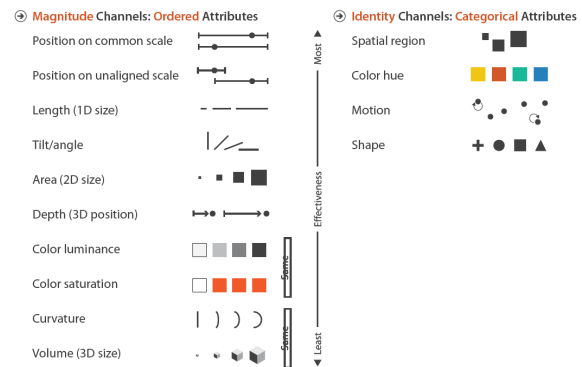 Magnitude Channels: Ordered Attributes
Position on common scale
Position on unaligned scale
Length (1D size)
Tilt/angle
Area (2D size)
Depth (3D position)
Color luminance
Color saturation
Curvature
Volume (3D size)
Same
Same
Most
Effectiveness
Least
Identity Channels: Categorical Attributes
Spatial region
Color hue
Motion
Shape